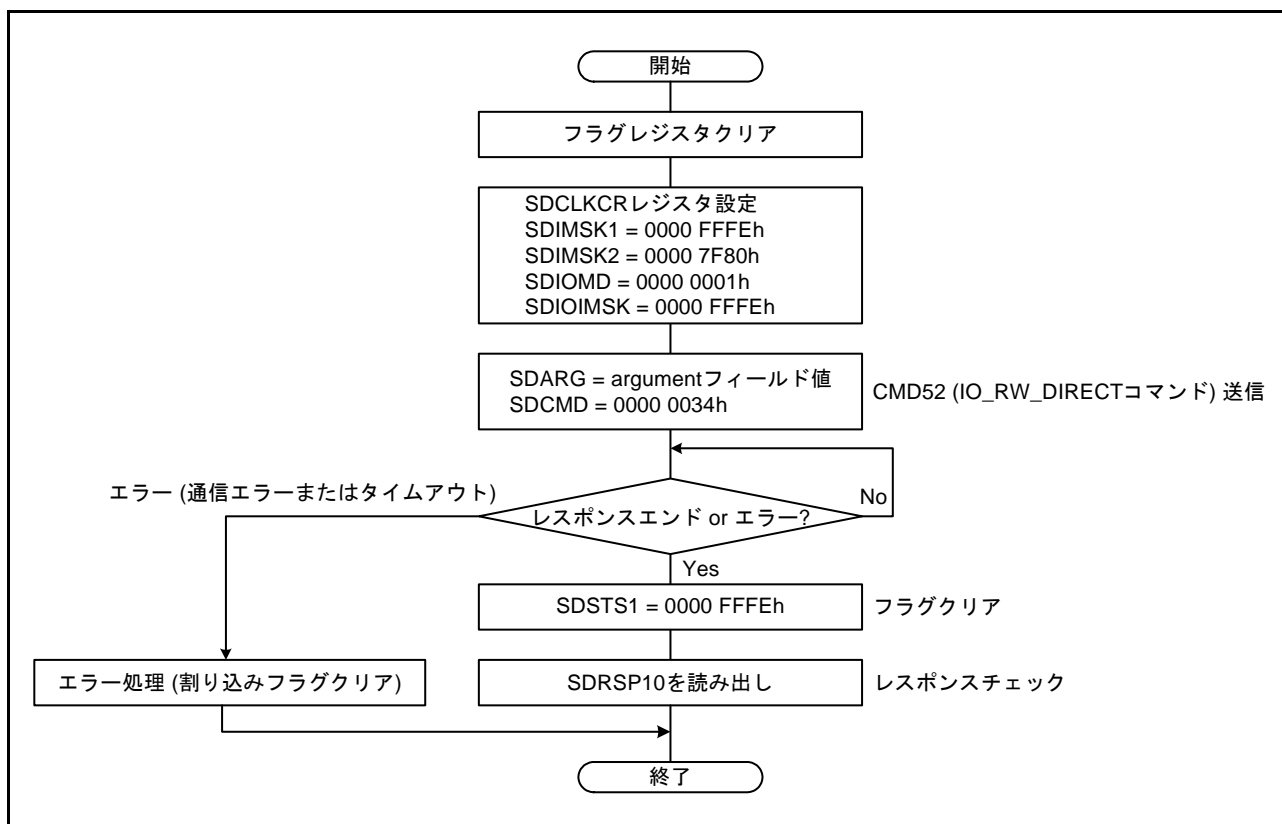 開始
フラグレジスタクリア
SDCLKCRレジスタ設定
SDIMSK1 = 0000 FFFEh
SDIMSK2 = 0000 7F80h
SDIOMD = 0000 0001h
SDIOIMSK = 0000 FFFEh
SDARG = argumentフィールド値
SDCMD = 0000 0034h
CMD52 (IO_RW_DIRECTコマンド) 送信
エラー (通信エラーまたはタイムアウト)
No
レスポンスエンド or エラー?
Yes
SDSTS1 = 0000 FFFEh
フラグクリア
エラー処理 (割り込みフラグクリア)
SDRSP10を読み出し
レスポンスチェック
終了